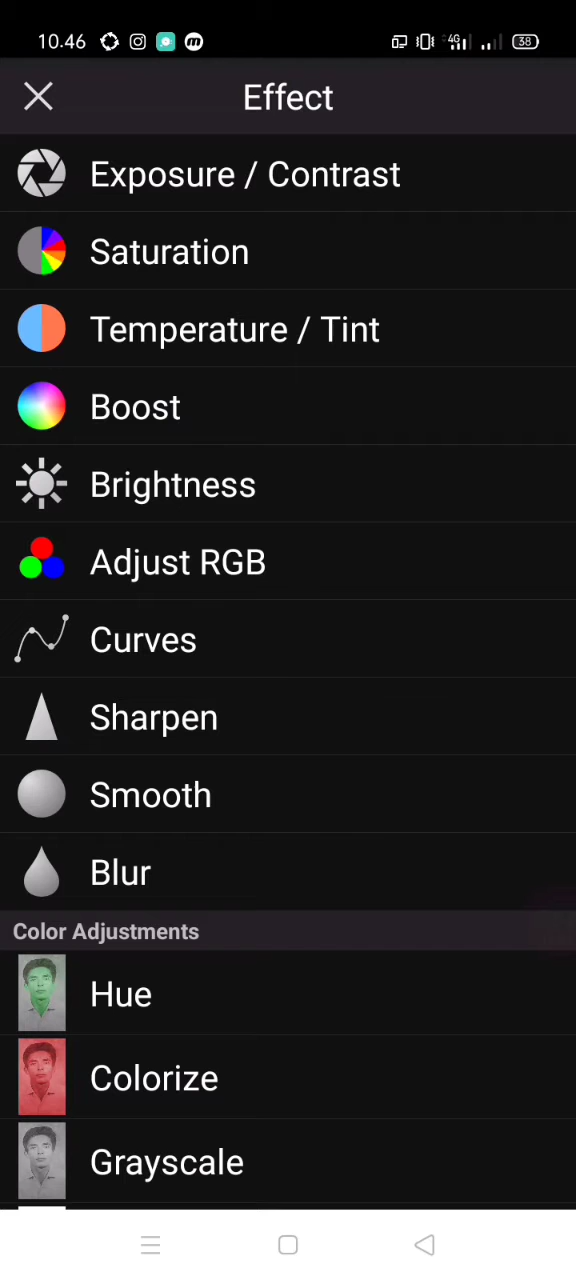 10.46 4G 38
Effect
Exposure / Contrast
Saturation
Temperature / Tint
Boost
Brightness
Adjust RGB
Curves
Sharpen
Smooth
Blur
Color Adjustments
Hue
Colorize
Grayscale